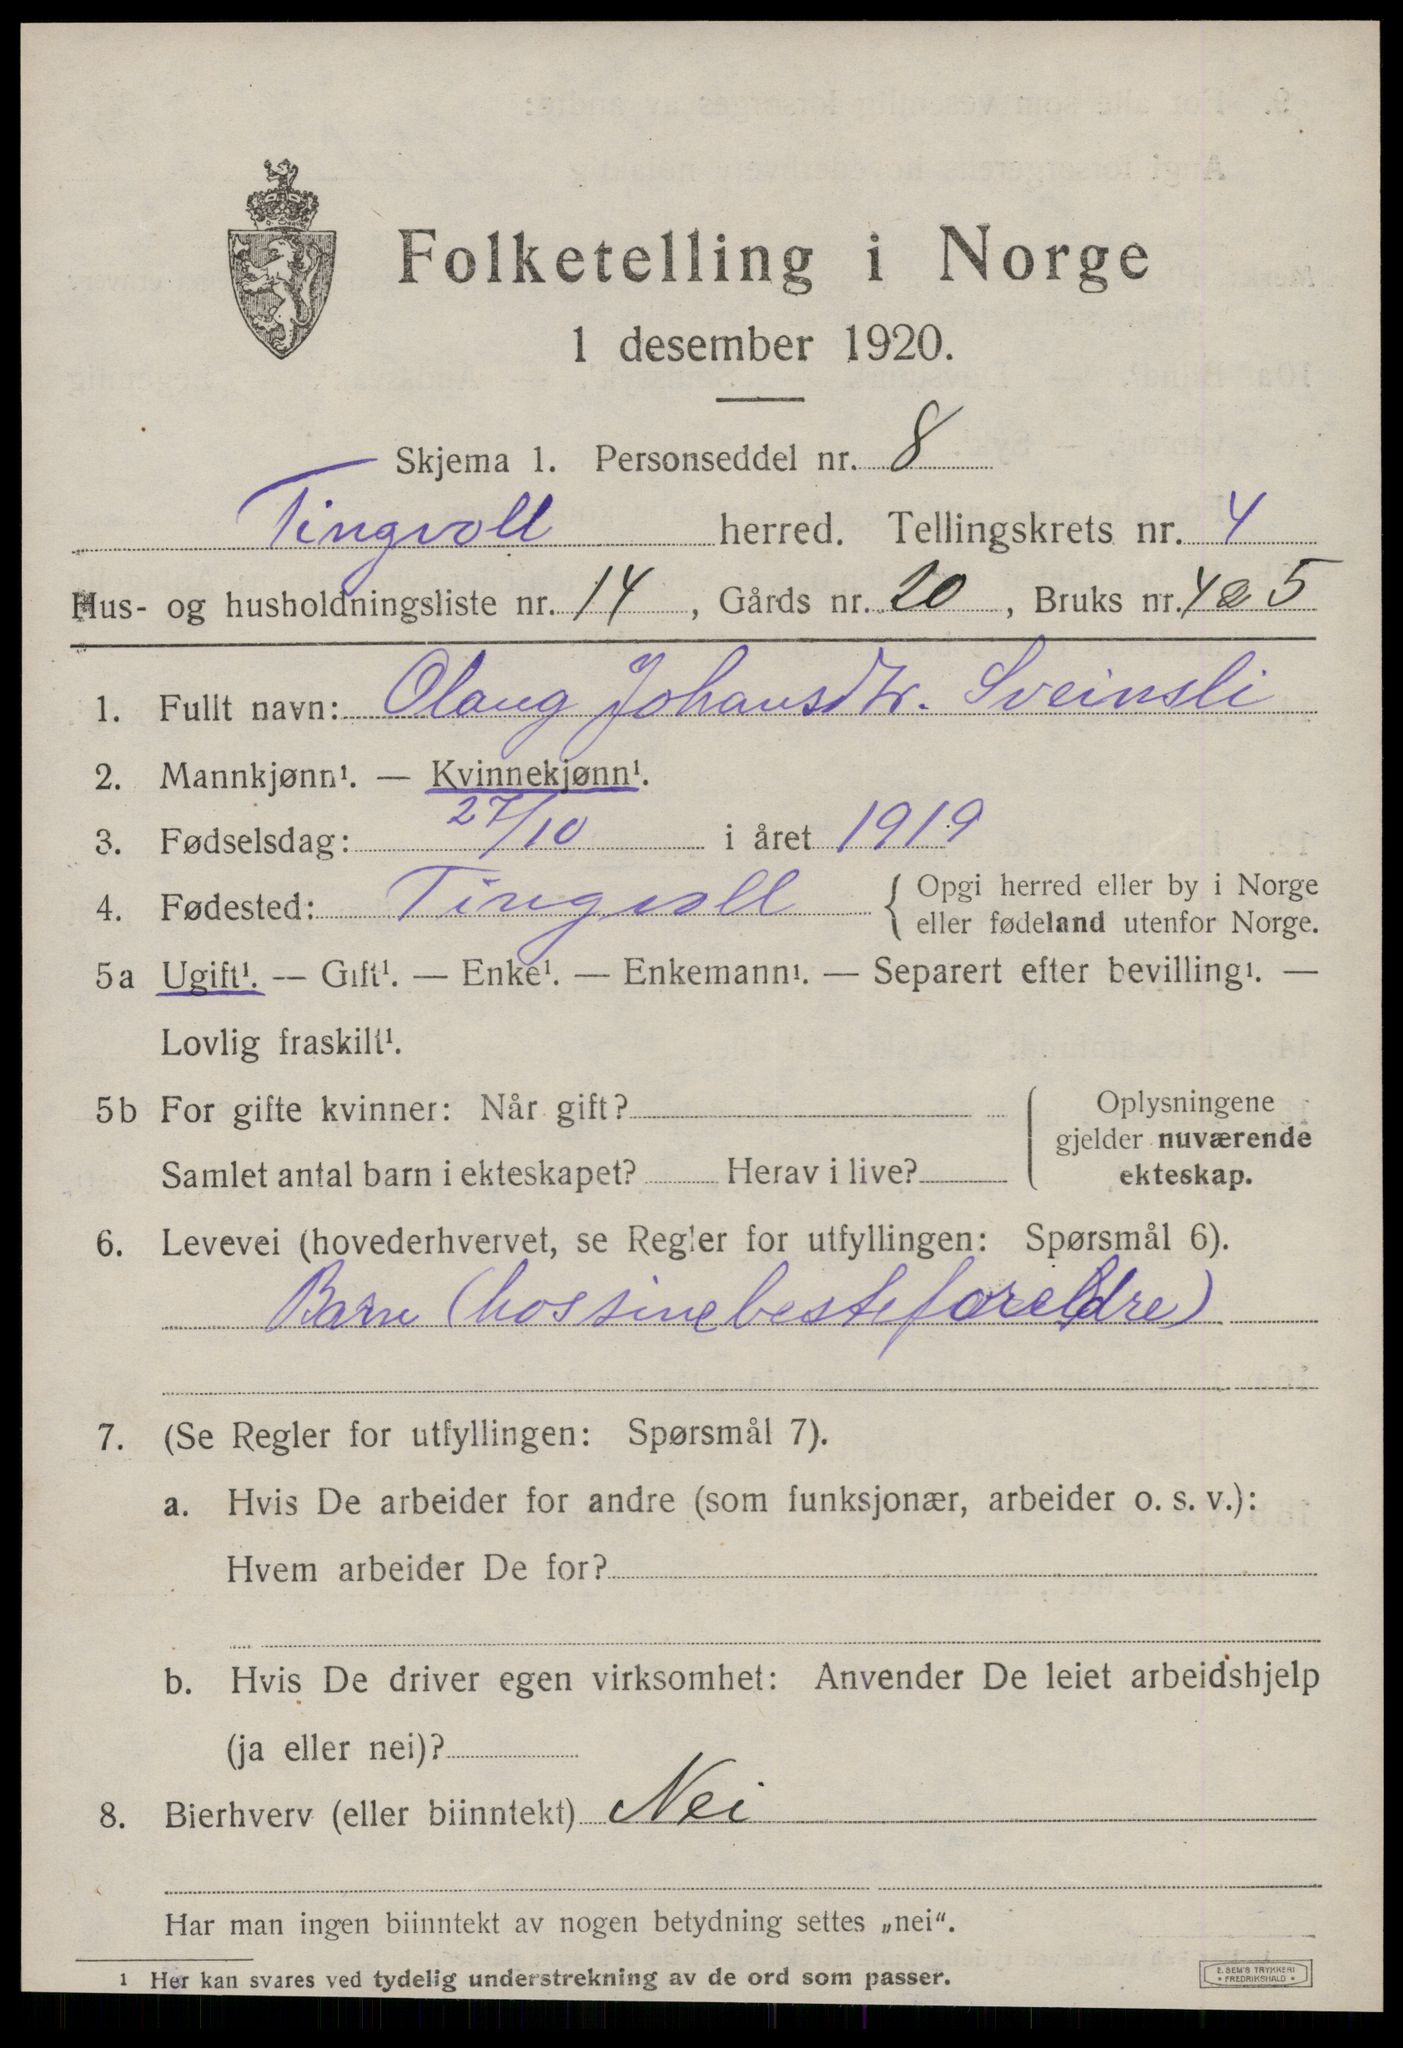 Folketelling i Norge
1 desember 1920.
Skjema 1. Personseddel nr. 8
Tingvoll herred. Tellingskrets nr. 4
Hus- og husholdningsliste nr. 14, Gårds nr. 20, Bruks nr. 4 & 5
1. Fullt navn: Olaug Johansdtr. Sveinsli
2. Mannkjønn¹. — Kvinnekjønn¹.
3. Fødselsdag: 27/10 i året 1919
4. Fødested: Tingvoll { Opgi herred eller by i Norge
eller fødeland utenfor Norge.
5a Ugift¹. — Gift¹. — Enke¹. — Enkemann¹. — Separert efter bevilling¹. —
Lovlig fraskilt¹.
5b For gifte kvinner: Når gift?
Samlet antal barn i ekteskapet? Herav i live?
Oplysningene
gjelder nuværende
ekteskap.
6. Levevei (hovederhvervet, se Regler for utfyllingen: Spørsmål 6).
Barn (hos sine besteforeldre)
7. (Se Regler for utfyllingen: Spørsmål 7).
a. Hvis De arbeider for andre (som funksjonær, arbeider o. s. v.):
Hvem arbeider De for?
b. Hvis De driver egen virksomhet: Anvender De leiet arbeidshjelp
(ja eller nei)?
8. Bierhverv (eller biinntekt) Nei
Har man ingen biinntekt av nogen betydning settes „nei“.
¹ Her kan svares ved tydelig understrekning av de ord som passer.
E. SEM'S TRYKKERI
* FREDRIKSHALD *